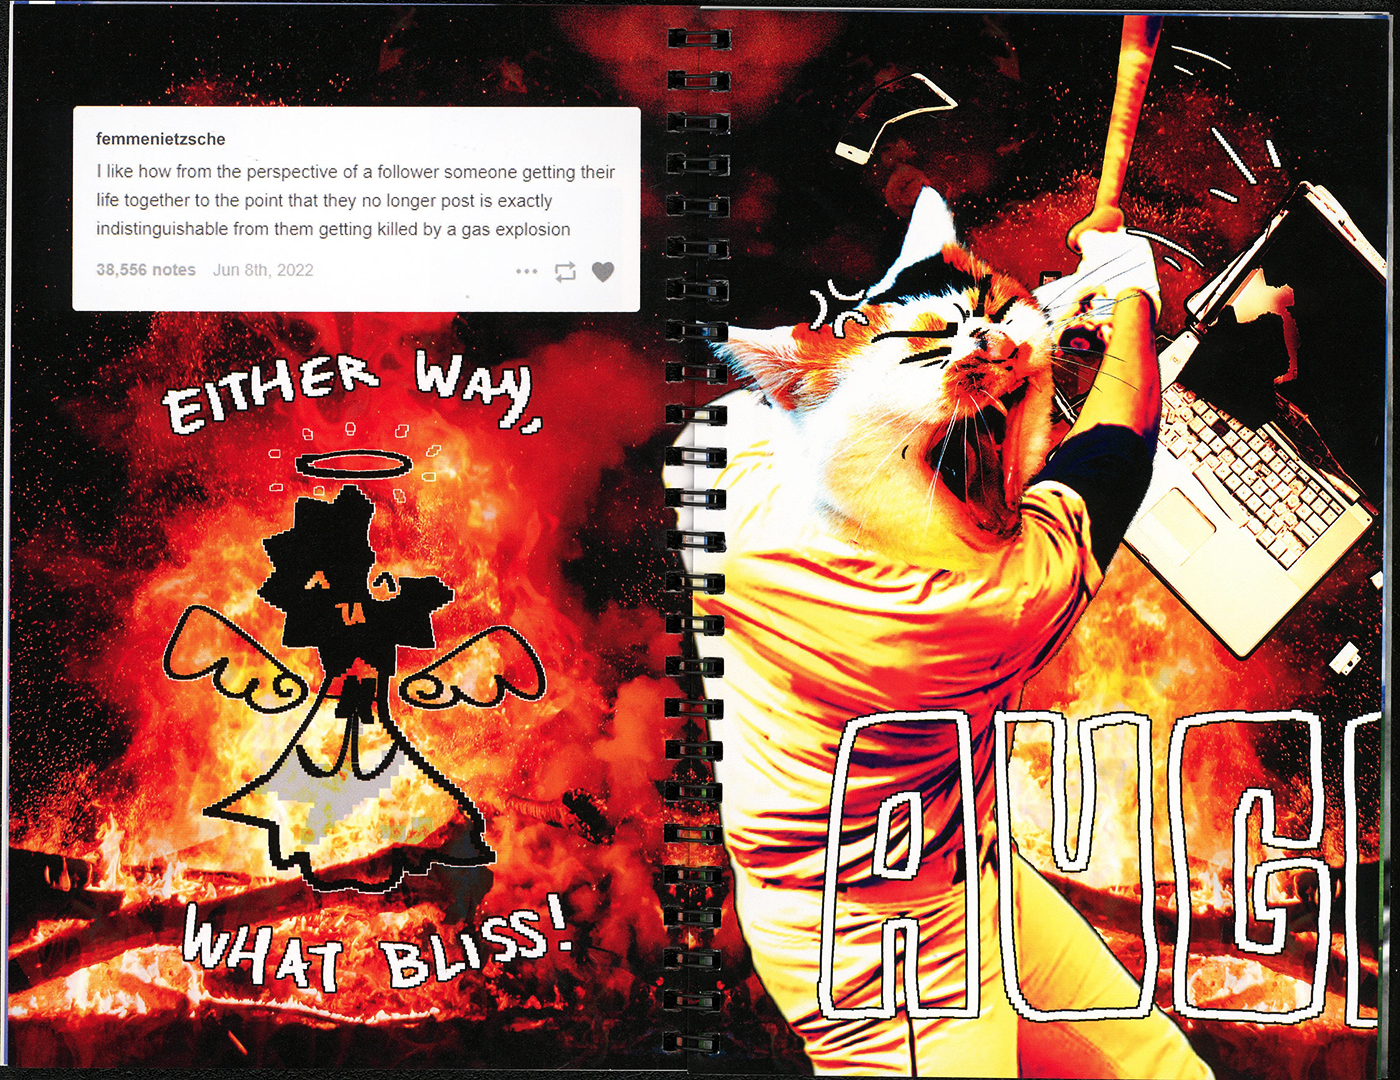 femmenietzsche
I like how from the perspective of a follower someone getting their
life together to the point that they no longer post is exactly
indistinguishable from them getting killed by a gas explosion
38,556 notes Jun 8th, 2022
EITHER WAY,
WHAT BLISS!
AUG